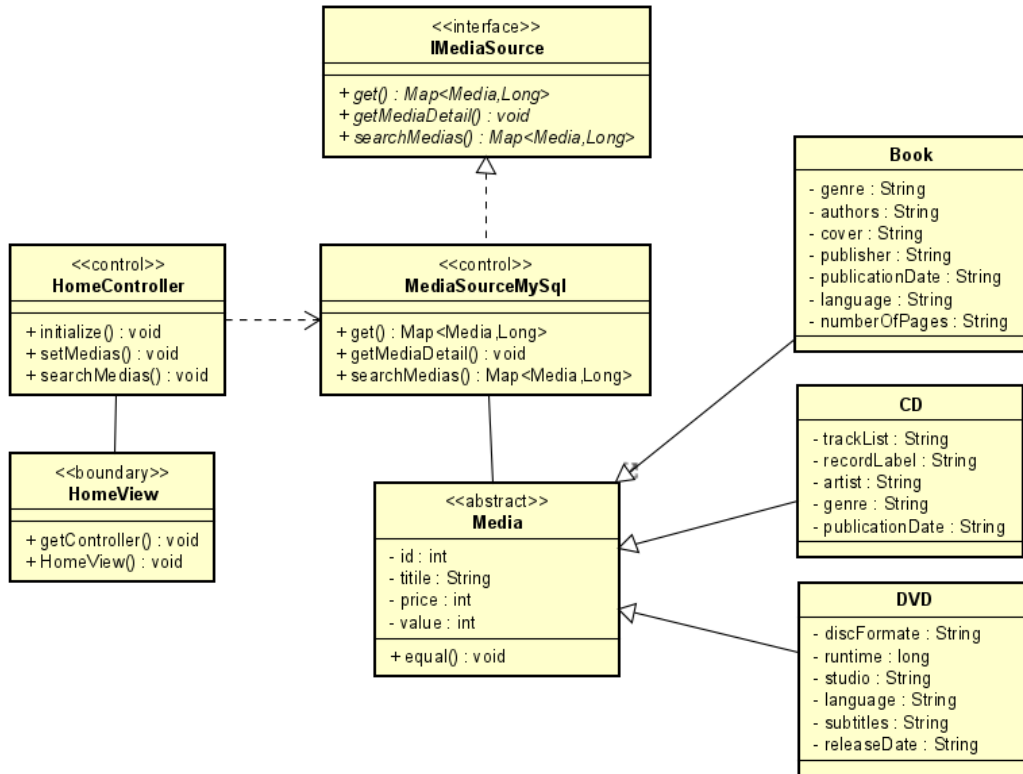 <<interface>>
IMediaSource
+ get() : Map<Media,Long>
+ getMediaDetail() : void
+ searchMedias() : Map<Media,Long>
<<control>>
HomeController
+ initialize() : void
+ setMedias() : void
+ searchMedias() : void
<<control>>
MediaSourceMySql
+ get() : Map<Media,Long>
+ getMediaDetail() : void
+ searchMedias() : Map<Media,Long>
<<boundary>>
HomeView
+ getController() : void
+ HomeView() : void
<<abstract>>
Media
- id : int
- titile : String
- price : int
- value : int
+ equal() : void
Book
- genre : String
- authors : String
- cover : String
- publisher : String
- publicationDate : String
- language : String
- numberOfPages : String
CD
- trackList : String
- recordLabel : String
- artist : String
- genre : String
- publicationDate : String
DVD
- discFormate : String
- runtime : long
- studio : String
- language : String
- subtitles : String
- releaseDate : String